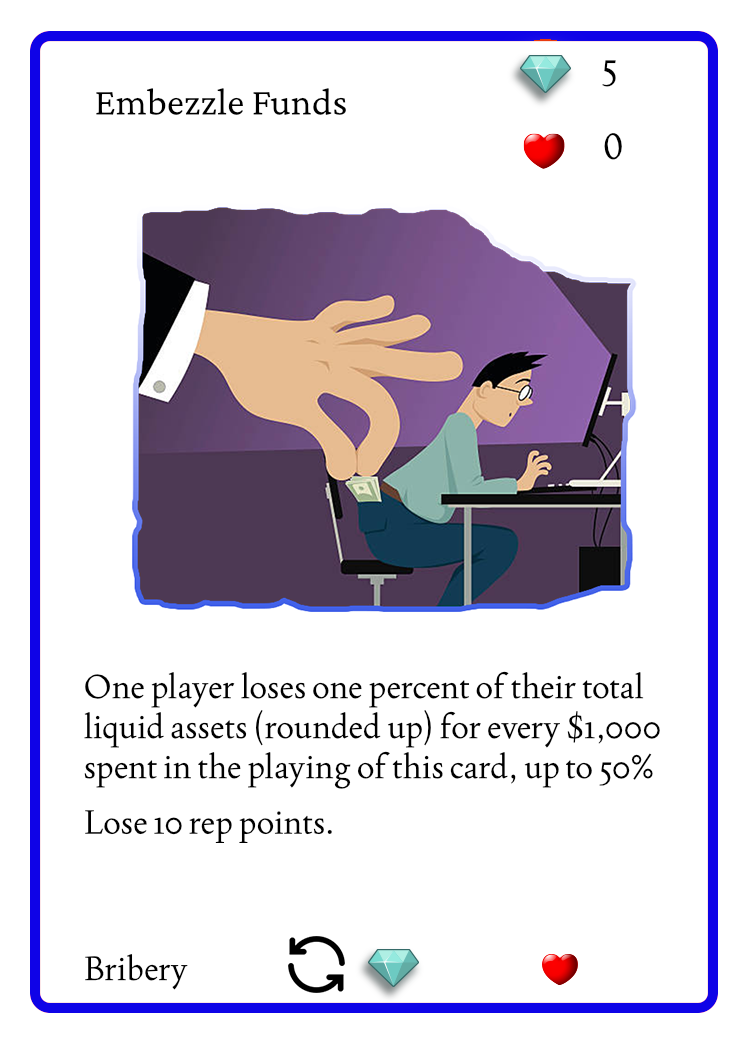 Embezzle Funds
5
0
One player loses one percent of their total
liquid assets (rounded up) for every $1,000
spent in the playing of this card, up to 50%
Lose 10 rep points.
Bribery